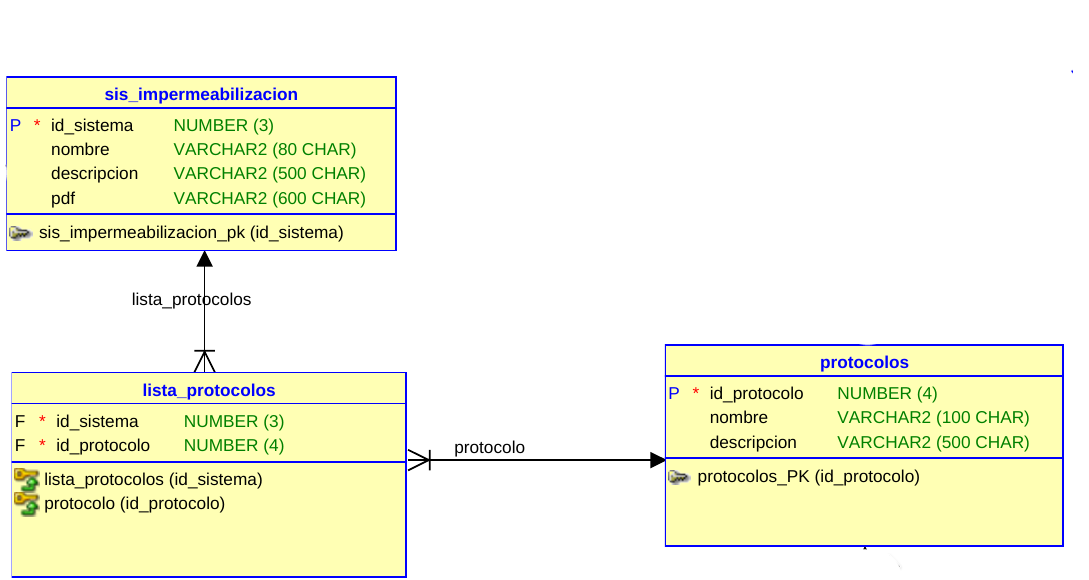 sis_impermeabilizacion
P * id_sistema NUMBER (3)
nombre VARCHAR2 (80 CHAR)
descripcion VARCHAR2 (500 CHAR)
pdf VARCHAR2 (600 CHAR)
sis_impermeabilizacion_pk (id_sistema)
lista_protocolos
lista_protocolos
F * id_sistema NUMBER (3)
F * id_protocolo NUMBER (4)
lista_protocolos (id_sistema)
protocolo (id_protocolo)
protocolo
protocolos
P * id_protocolo NUMBER (4)
nombre VARCHAR2 (100 CHAR)
descripcion VARCHAR2 (500 CHAR)
protocolos_PK (id_protocolo)